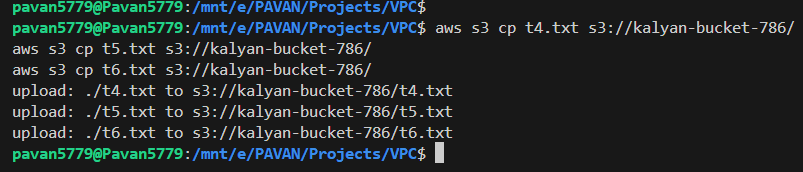 pavan5779@Pavan5779:/mnt/e/PAVAN/Projects/VPC$
pavan5779@Pavan5779:/mnt/e/PAVAN/Projects/VPC$ aws s3 cp t4.txt s3://kalyan-bucket-786/
aws s3 cp t5.txt s3://kalyan-bucket-786/
aws s3 cp t6.txt s3://kalyan-bucket-786/
upload: ./t4.txt to s3://kalyan-bucket-786/t4.txt
upload: ./t5.txt to s3://kalyan-bucket-786/t5.txt
upload: ./t6.txt to s3://kalyan-bucket-786/t6.txt
pavan5779@Pavan5779:/mnt/e/PAVAN/Projects/VPC$